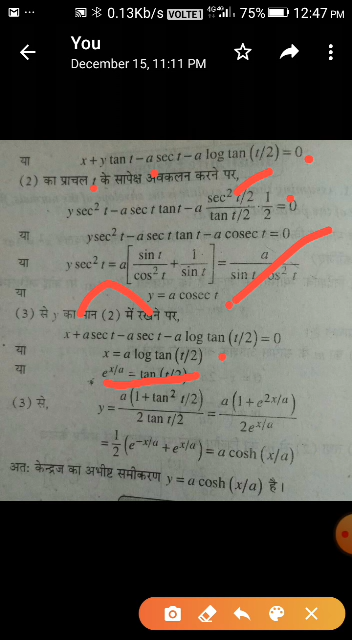 0.13Kb/s VOLTE 4G 75% 12:47 PM
You
December 15, 11:11 PM
या x + y tan t – a sec t – a log tan (t/2) = 0
(2) का प्राचल t के सापेक्ष अवकलन करने पर,
y sec² t – a sec t tan t – a sec² t/2 / tan t/2 · 1/2 = 0
या y sec² t – a sec t tan t – a cosec t = 0
या y sec² t = a [ sin t / cos² t + 1 / sin t ] = a / sin t cos² t
या y = a cosec t
(3) से y का मान (2) में रखने पर,
x + a sec t – a sec t – a log tan (t/2) = 0
या x = a log tan (t/2)
या e^x/a = tan (t/2)
(3) से, y = a (1 + tan² t/2) / 2 tan t/2 = a (1 + e^2x/a) / 2e^x/a
= 1/2 (e^–x/a + e^x/a) = a cosh (x/a)
अतः केन्द्रज का अभीष्ट समीकरण y = a cosh (x/a) है।